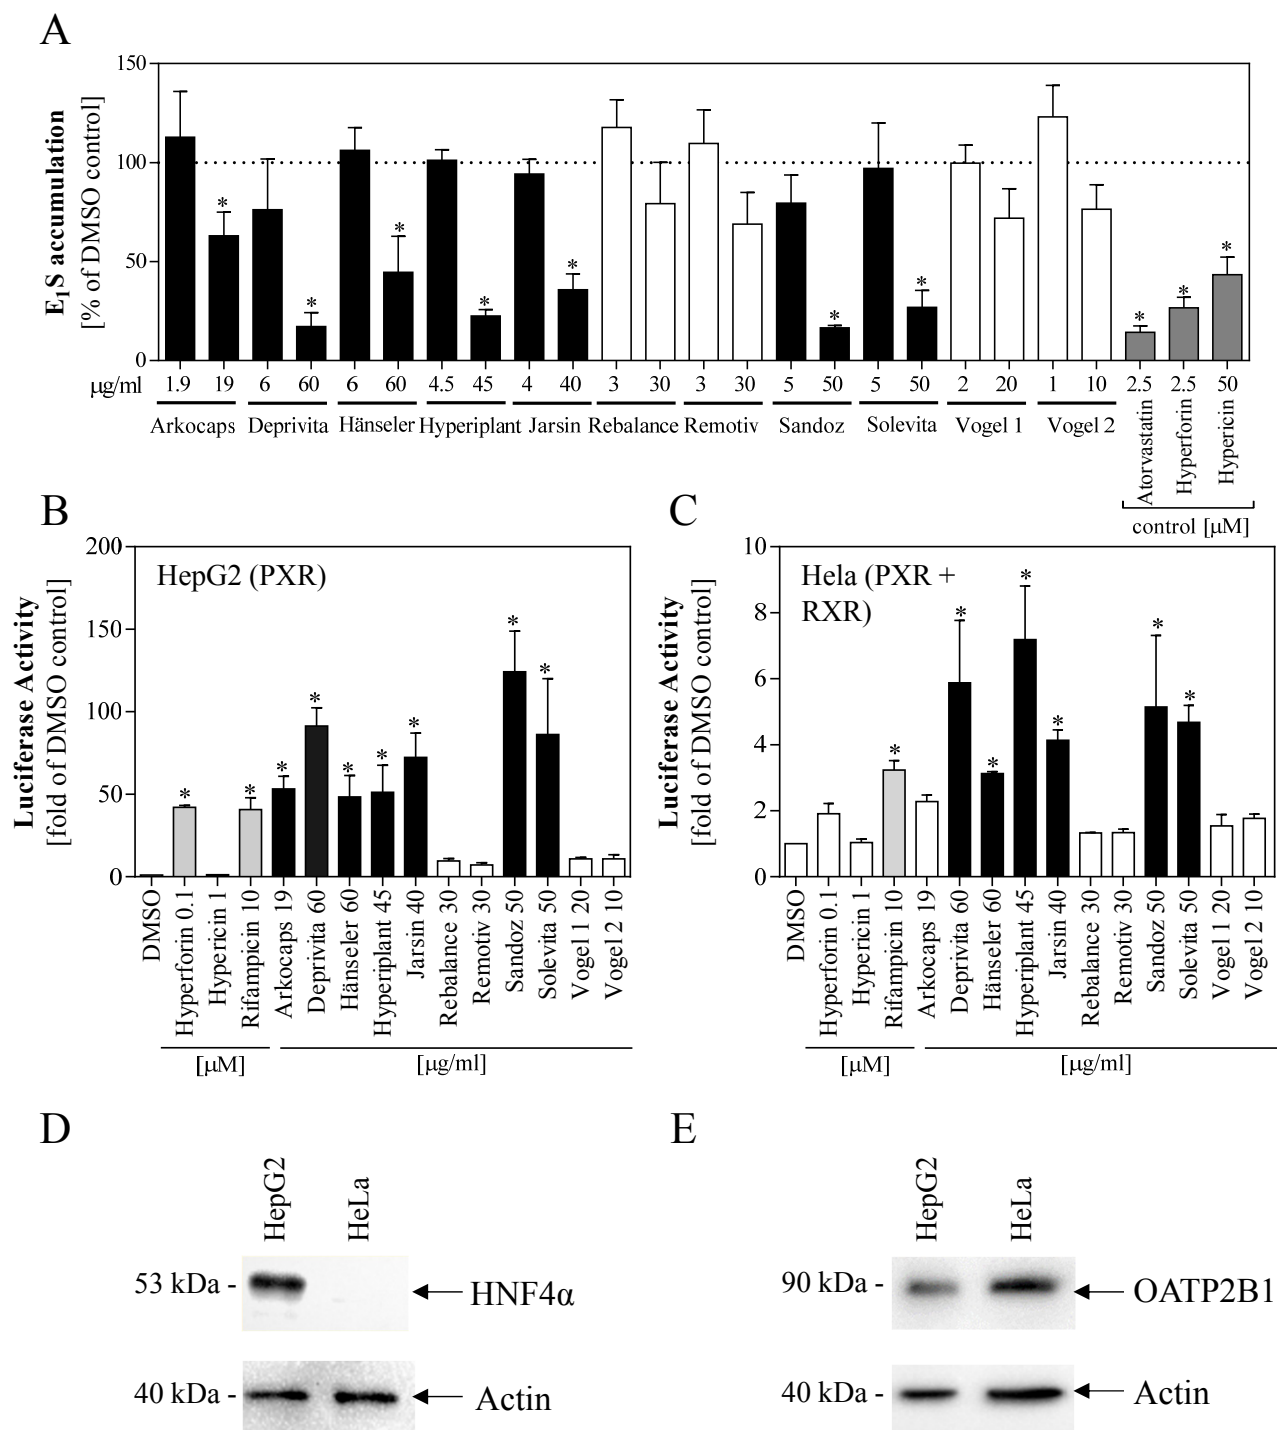 A
E1S accumulation
[% of DMSO control]
150
100
50
0
* * * * * * * * * *
µg/ml 1.9 19 6 60 6 60 4.5 45 4 40 3 30 3 30 5 50 5 50 2 20 1 10 2.5 2.5 50
Arkocaps Deprivita Hänseler Hyperiplant Jarsin Rebalance Remotiv Sandoz Solevita Vogel 1 Vogel 2
Atorvastatin
Hyperforin
Hypericin
control [µM]
B
HepG2 (PXR)
Luciferase Activity
[fold of DMSO control]
200
150
100
50
0
* * * * * * * * *
DMSO
Hyperforin 0.1
Hypericin 1
Rifampicin 10
Arkocaps 19
Deprivita 60
Hänseler 60
Hyperiplant 45
Jarsin 40
Rebalance 30
Remotiv 30
Sandoz 50
Solevita 50
Vogel 1 20
Vogel 2 10
[µM]
[µg/ml]
C
Hela (PXR +
RXR)
Luciferase Activity
[fold of DMSO control]
10
8
6
4
2
0
* * * * * * *
DMSO
Hyperforin 0.1
Hypericin 1
Rifampicin 10
Arkocaps 19
Deprivita 60
Hänseler 60
Hyperiplant 45
Jarsin 40
Rebalance 30
Remotiv 30
Sandoz 50
Solevita 50
Vogel 1 20
Vogel 2 10
[µM]
[µg/ml]
D
HepG2
HeLa
53 kDa -
HNF4α
40 kDa -
Actin
E
HepG2
HeLa
90 kDa -
OATP2B1
40 kDa -
Actin